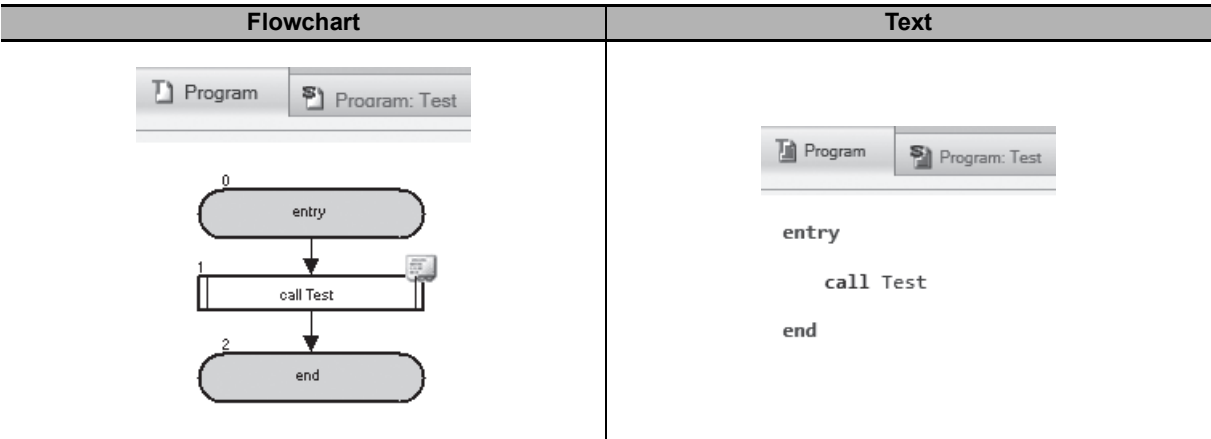 Flowchart
Text
Program
Program: Test
0
entry
1
call Test
2
end
Program
Program: Test
entry
call Test
end